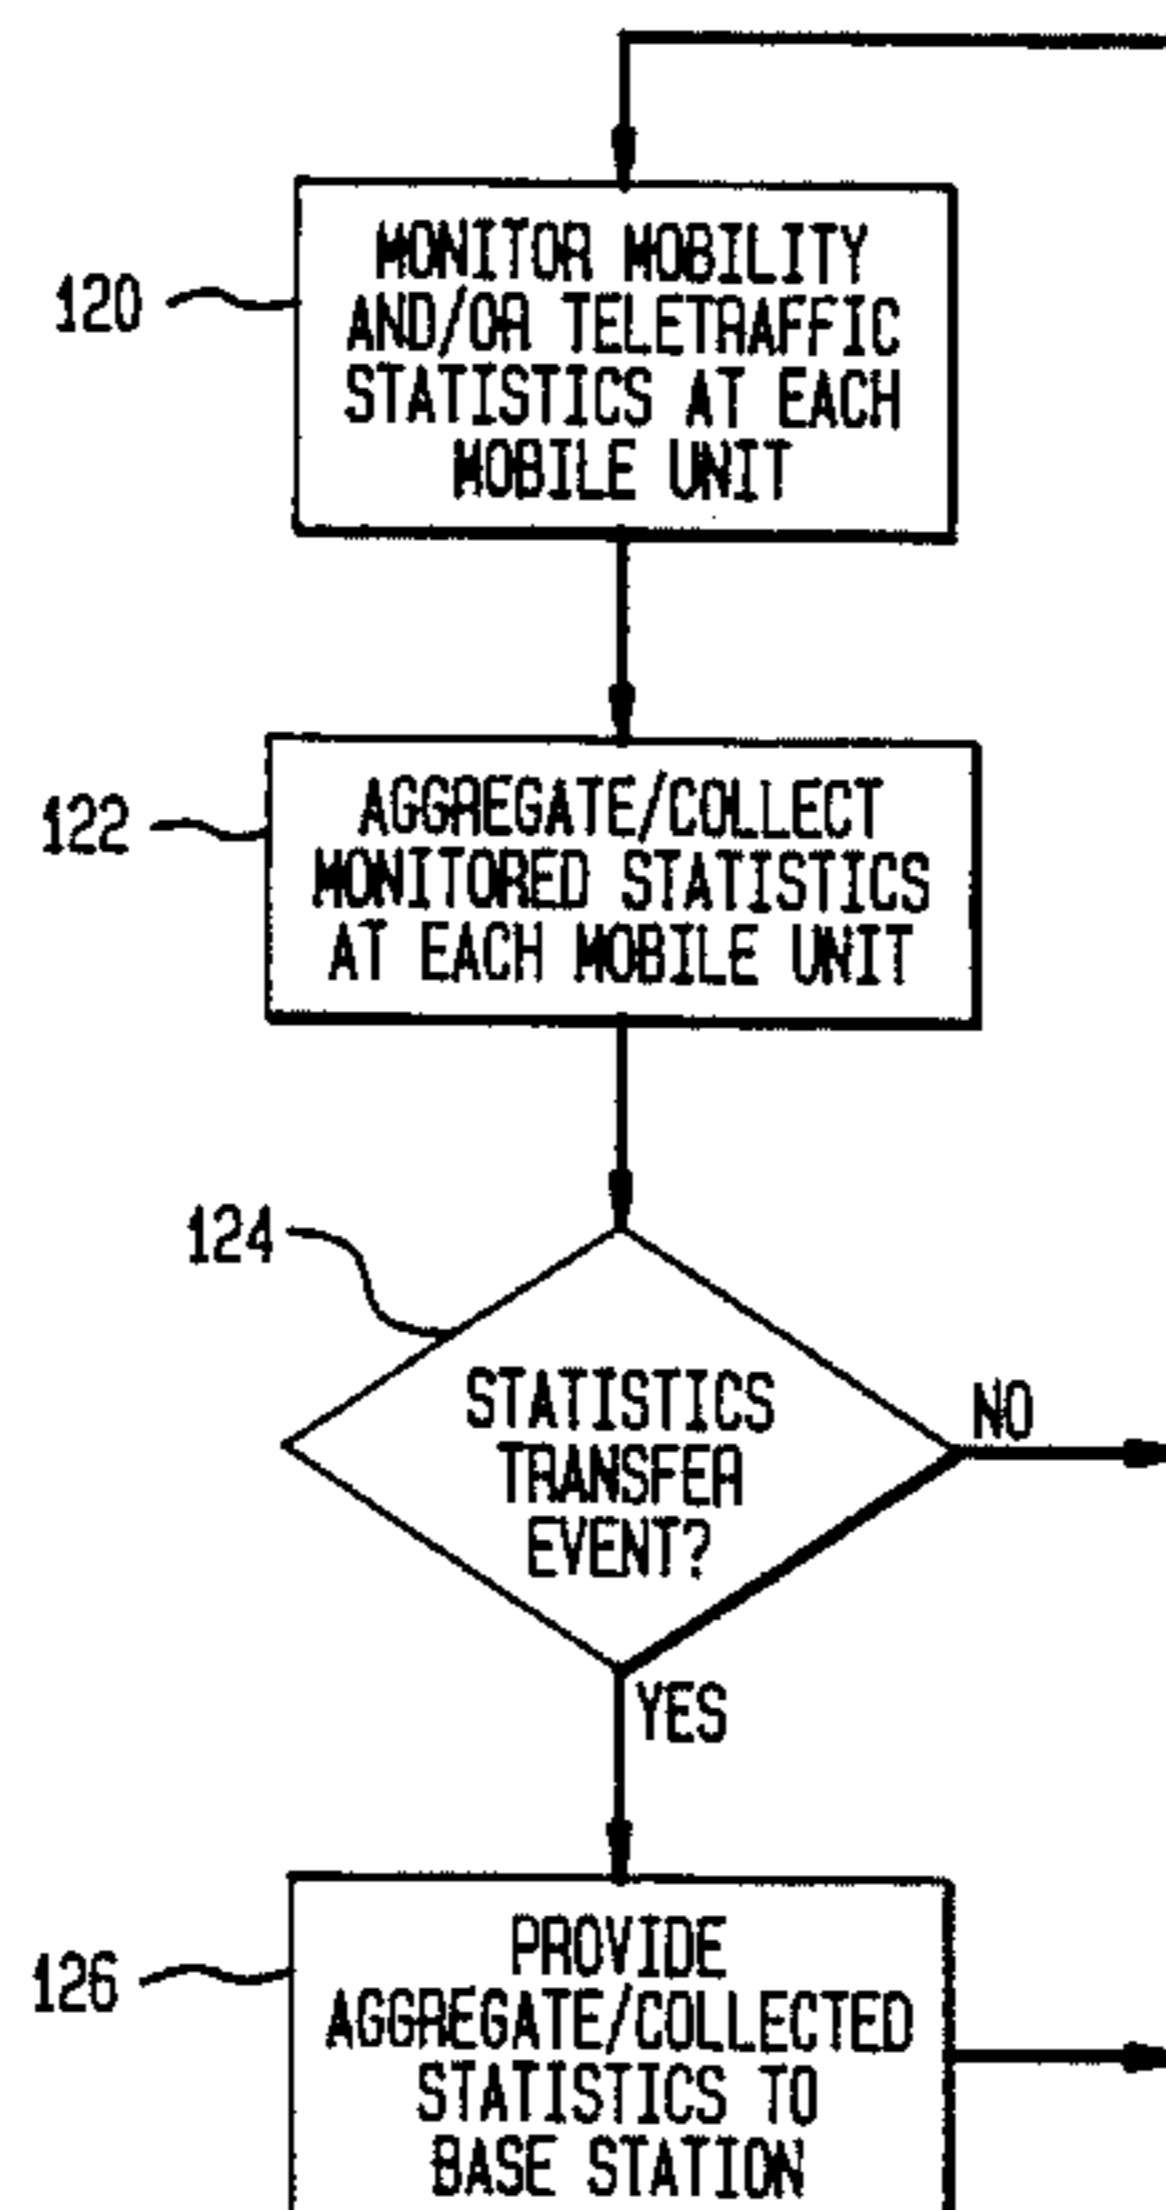 120
MONITOR MOBILITY
AND/OR TELETRAFFIC
STATISTICS AT EACH
MOBILE UNIT
122
AGGREGATE/COLLECT
MONITORED STATISTICS
AT EACH MOBILE UNIT
124
STATISTICS
TRANSFER
EVENT?
NO
YES
126
PROVIDE
AGGREGATE/COLLECTED
STATISTICS TO
BASE STATION